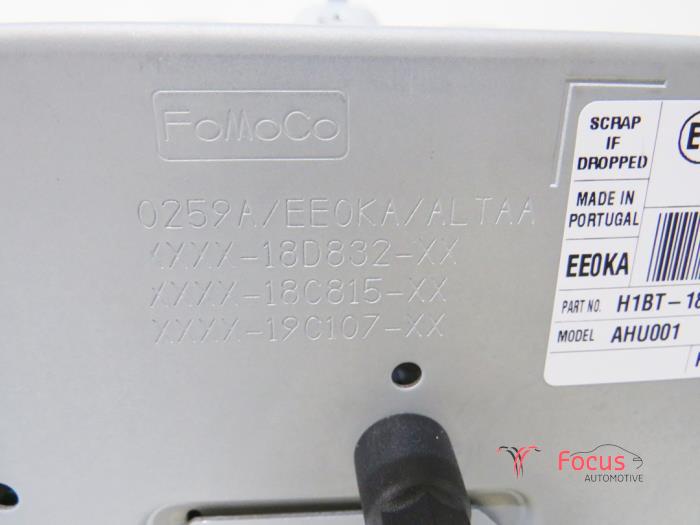 FoMoCo
0259A/EE0KA/ALTAA
XXXX-18D832-XX
XXXX-18C815-XX
XXXX-19C107-XX
SCRAP
IF
DROPPED
MADE IN
PORTUGAL
EE0KA
PART NO. H1BT-18
MODEL AHU001
Focus
AUTOMOTIVE